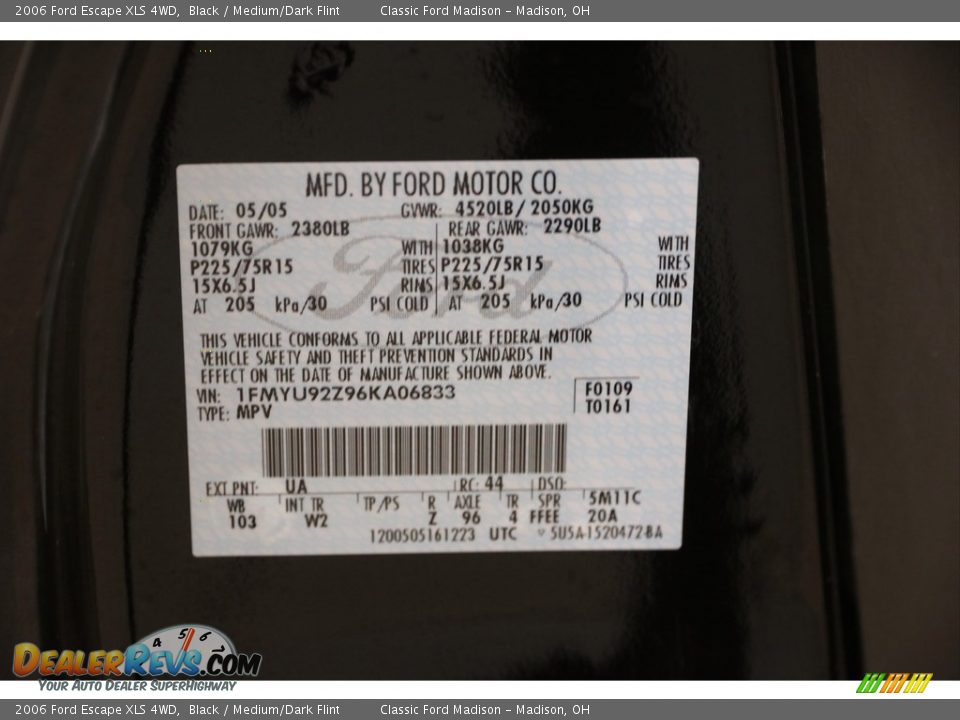 2006 Ford Escape XLS 4WD, Black / Medium/Dark Flint Classic Ford Madison – Madison, OH
MFD. BY FORD MOTOR CO.
DATE: 05/05 GVWR: 4520LB/ 2050KG
FRONT GAWR: 2380LB REAR GAWR: 2290LB
1079KG WITH 1038KG WITH
P225/75R15 TIRES P225/75R15 TIRES
15X6.5J RIMS 15X6.5J RIMS
AT 205 kPa/30 PSI COLD AT 205 kPa/30 PSI COLD
Ford
THIS VEHICLE CONFORMS TO ALL APPLICABLE FEDERAL MOTOR
VEHICLE SAFETY AND THEFT PREVENTION STANDARDS IN
EFFECT ON THE DATE OF MANUFACTURE SHOWN ABOVE.
VIN: 1FMYU92Z96KA06833 F0109
TYPE: MPV T0161
EXT PNT: UA RC: 44 DSO:
WB INT TR TP/PS R AXLE TR SPR 5M11C
103 W2 Z 96 4 FFEE 20A
1200505161223 UTC 5U5A-1520472-BA
4 5 6
DEALERREVS.COM
YOUR AUTO DEALER SUPERHIGHWAY
2006 Ford Escape XLS 4WD, Black / Medium/Dark Flint Classic Ford Madison – Madison, OH